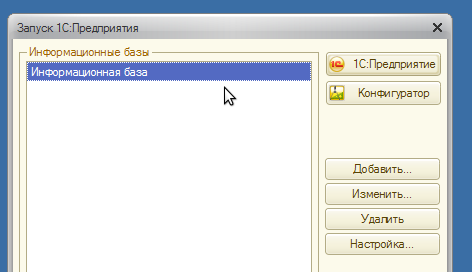 Запуск 1С:Предприятия
Информационные базы
Информационная база
1С:Предприятие
Конфигуратор
Добавить...
Изменить...
Удалить
Настройка...